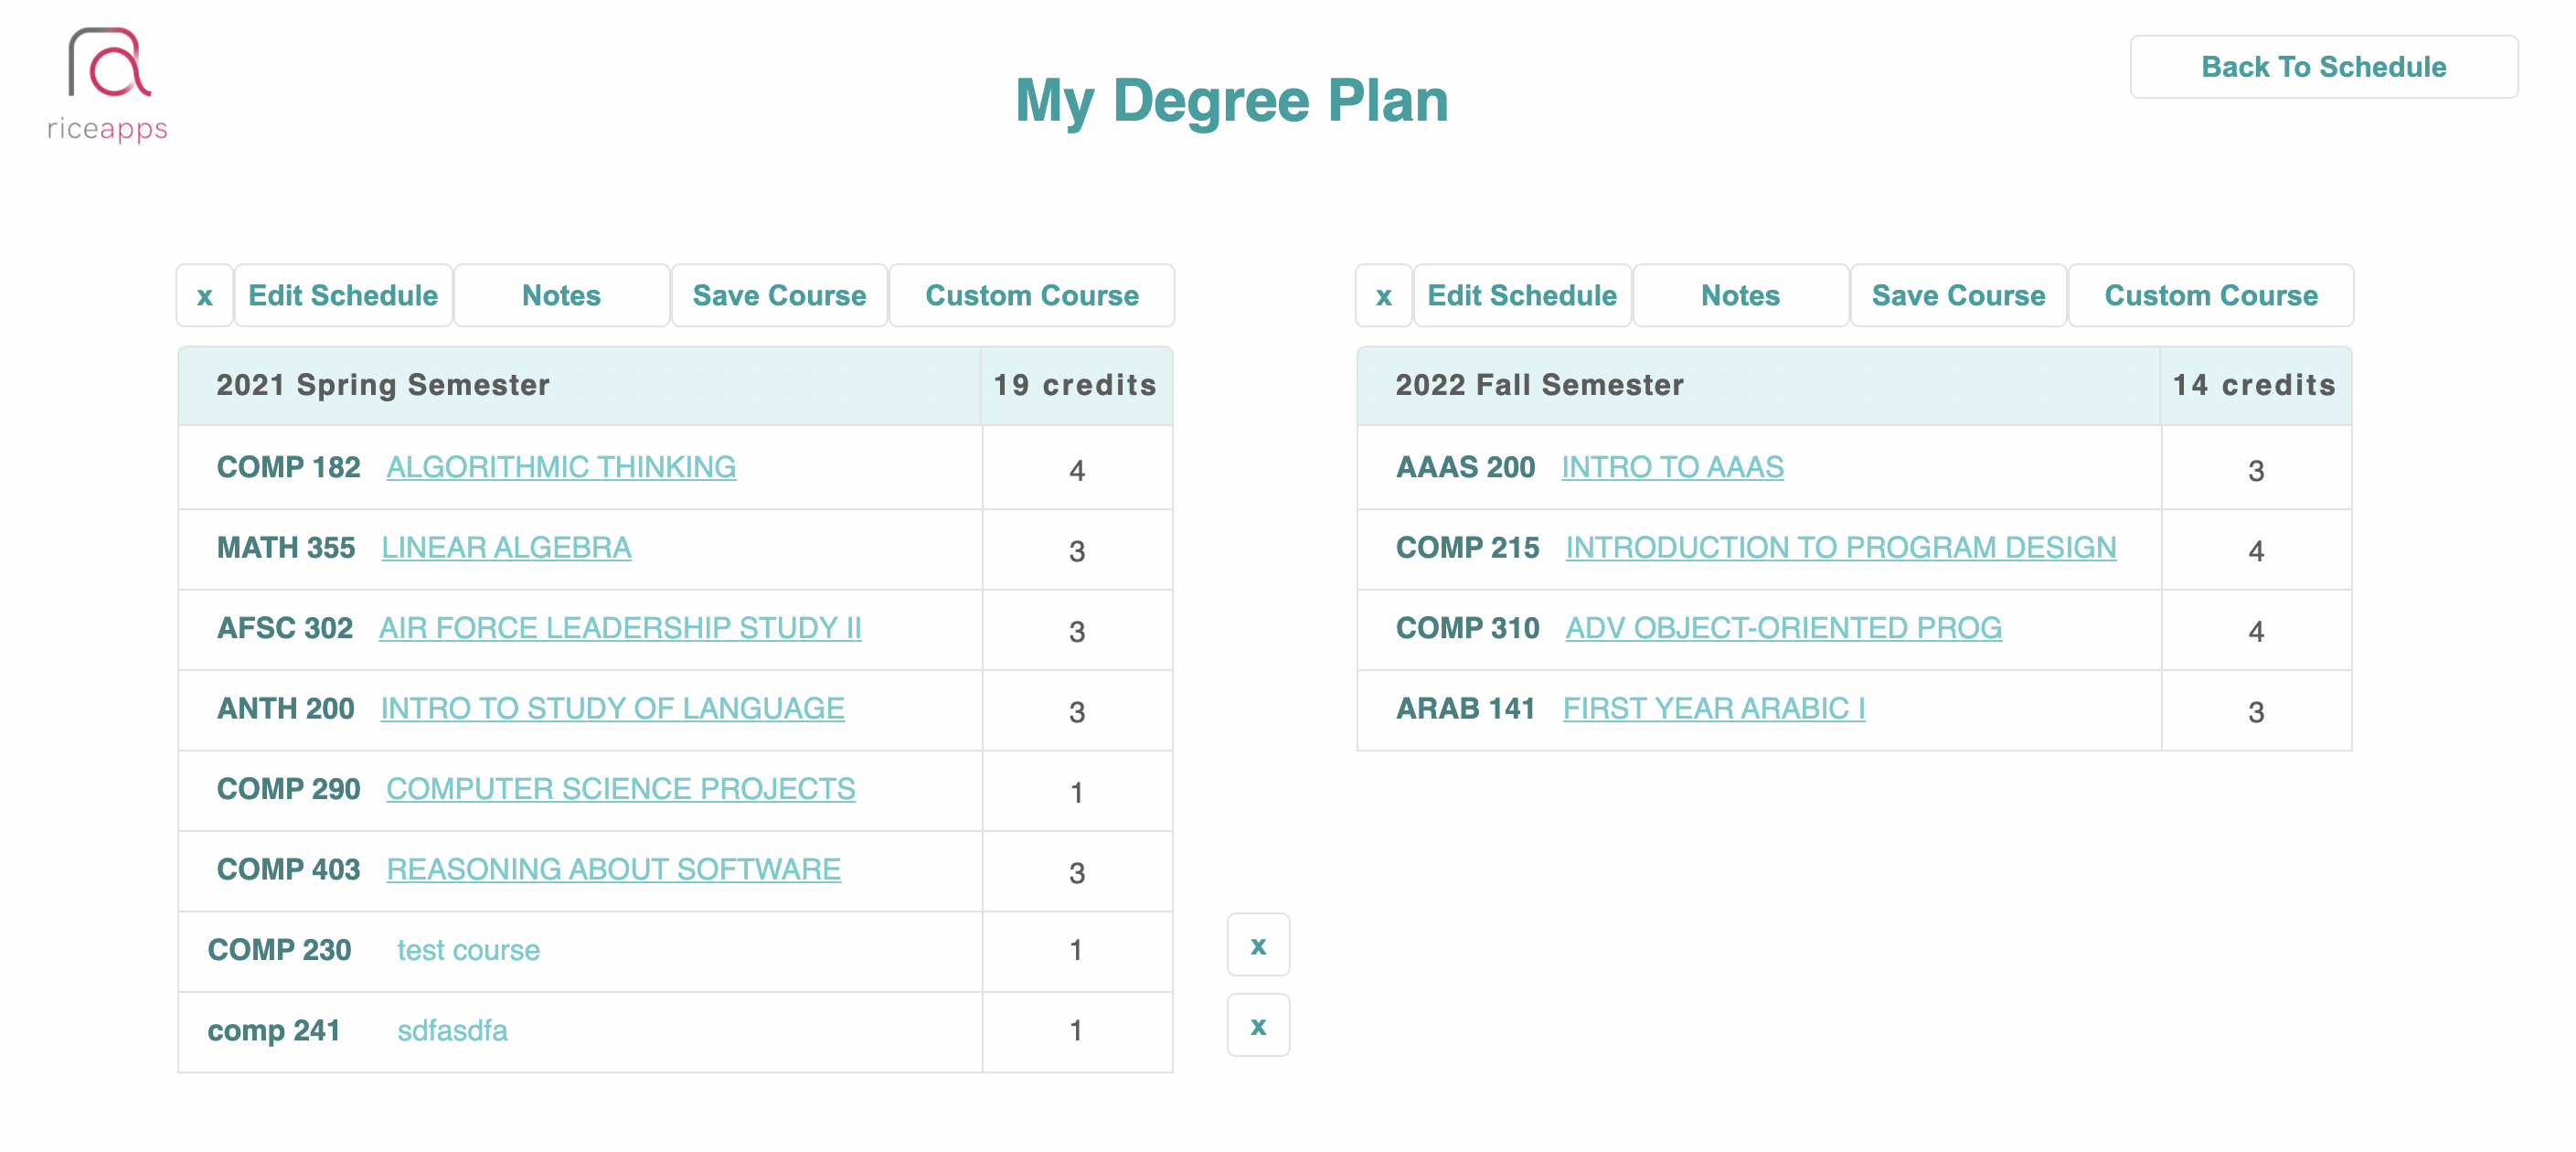 riceapps
My Degree Plan
Back To Schedule
x Edit Schedule Notes Save Course Custom Course
2021 Spring Semester 19 credits
COMP 182 ALGORITHMIC THINKING 4
MATH 355 LINEAR ALGEBRA 3
AFSC 302 AIR FORCE LEADERSHIP STUDY II 3
ANTH 200 INTRO TO STUDY OF LANGUAGE 3
COMP 290 COMPUTER SCIENCE PROJECTS 1
COMP 403 REASONING ABOUT SOFTWARE 3
COMP 230 test course 1 x
comp 241 sdfasdfa 1 x
x Edit Schedule Notes Save Course Custom Course
2022 Fall Semester 14 credits
AAAS 200 INTRO TO AAAS 3
COMP 215 INTRODUCTION TO PROGRAM DESIGN 4
COMP 310 ADV OBJECT-ORIENTED PROG 4
ARAB 141 FIRST YEAR ARABIC I 3